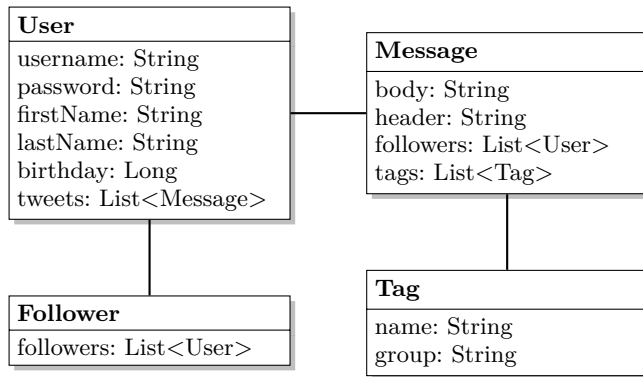 User
username: String
password: String
firstName: String
lastName: String
birthday: Long
tweets: List<Message>
Message
body: String
header: String
followers: List<User>
tags: List<Tag>
Follower
followers: List<User>
Tag
name: String
group: String